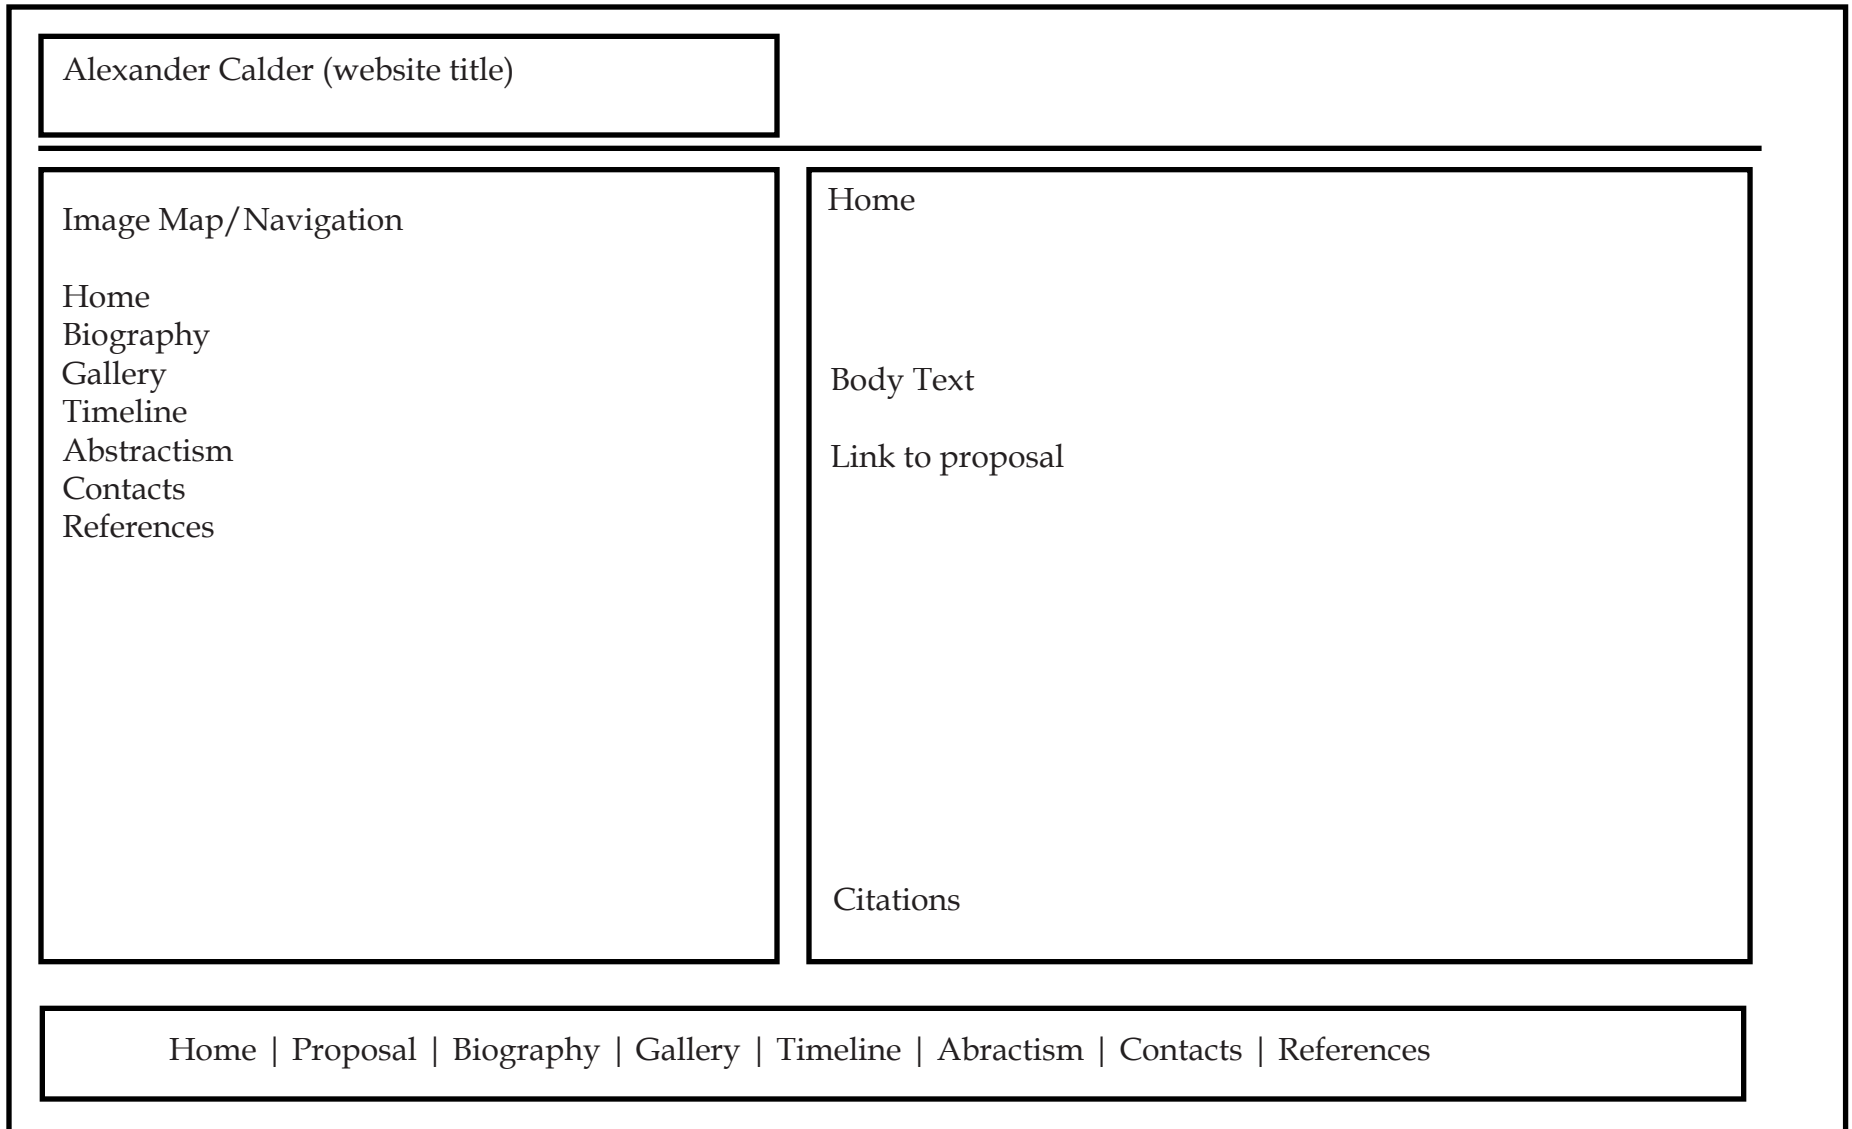 Alexander Calder (website title)
Image Map/Navigation
Home
Biography
Gallery
Timeline
Abstractism
Contacts
References
Home
Body Text
Link to proposal
Citations
Home | Proposal | Biography | Gallery | Timeline | Abractism | Contacts | References